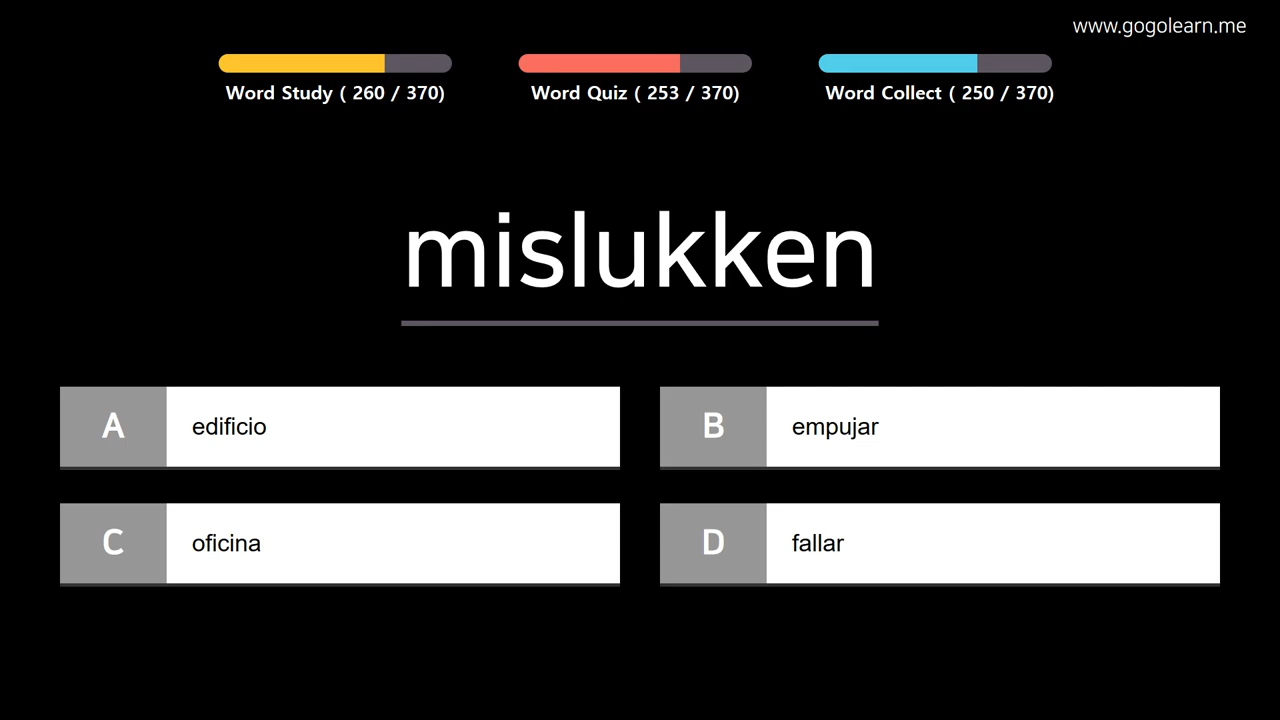 www.gogolearn.me
Word Study ( 260 / 370)
Word Quiz ( 253 / 370)
Word Collect ( 250 / 370)
mislukken
A edificio
B empujar
C oficina
D fallar